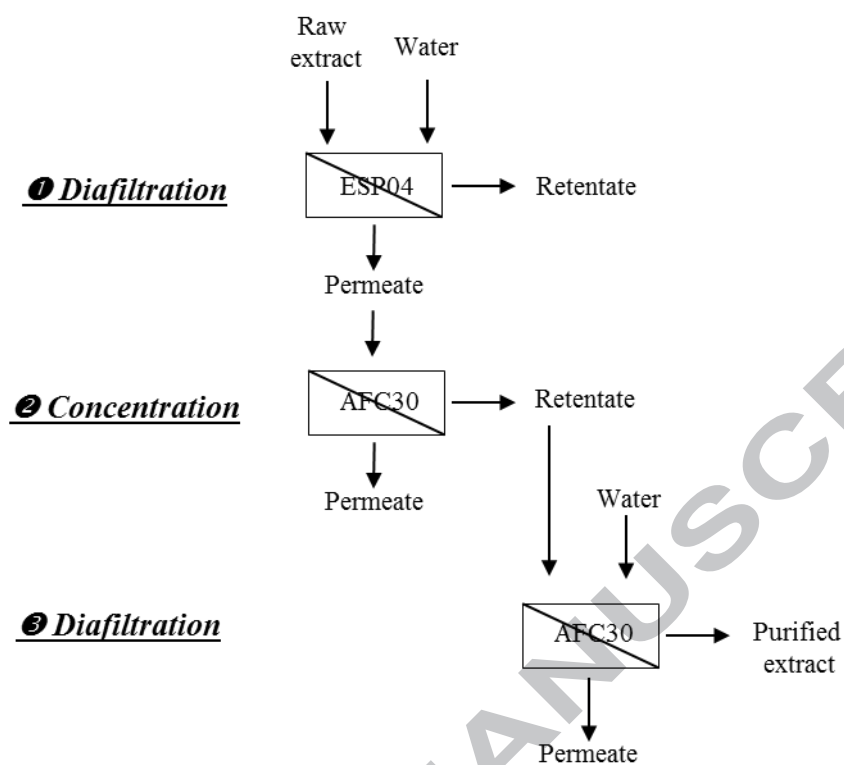 Raw
extract
Water
❶ Diafiltration
ESP04
Retentate
Permeate
❷ Concentration
AFC30
Retentate
Permeate
Water
❸ Diafiltration
AFC30
Purified
extract
Permeate